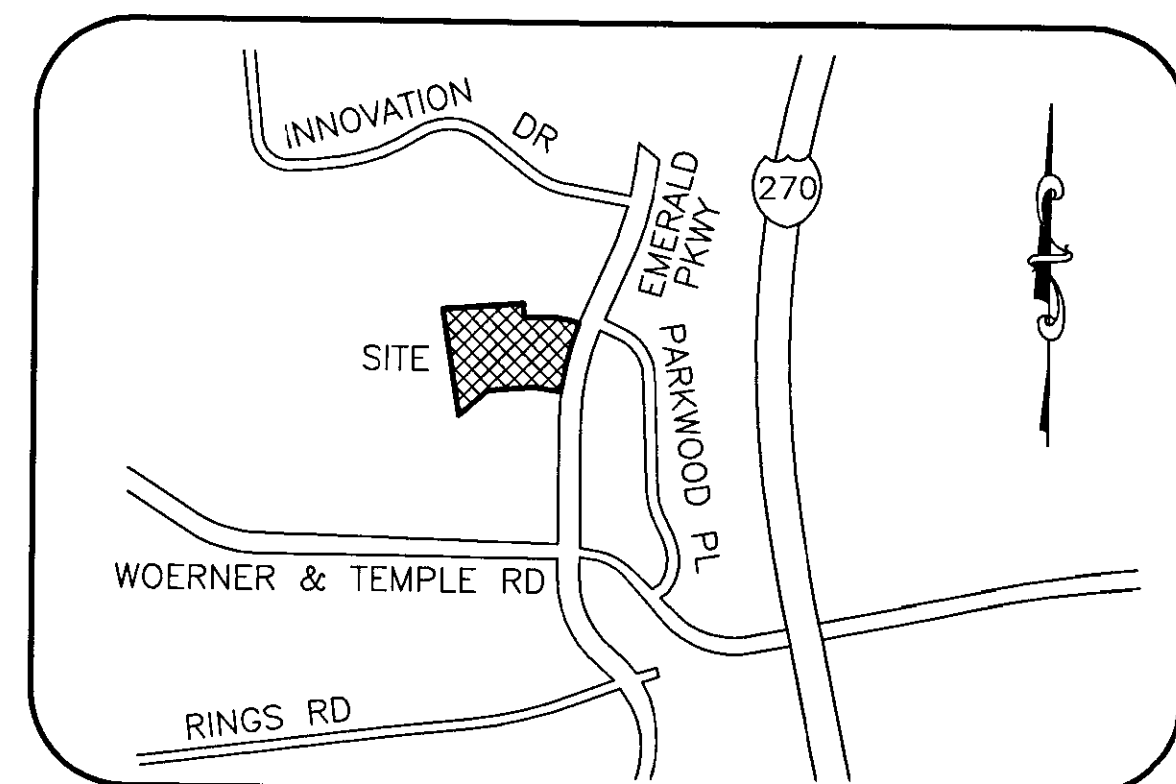 INNOVATION DR
EMERALD
PKWY
270
SITE
PARKWOOD PL
WOERNER & TEMPLE RD
RINGS RD